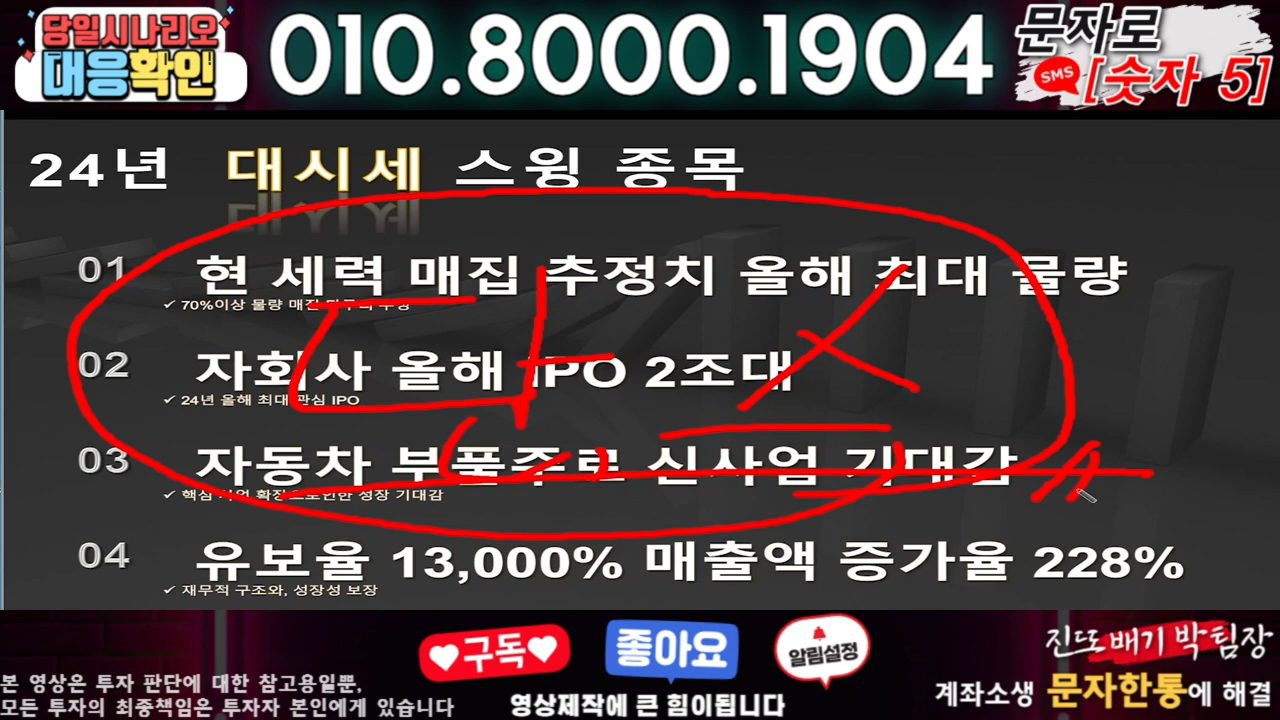 당일시나리오
대응확인
010.8000.1904
문자로
SMS [숫자 5]
24년 대시세 스윙 종목
01 현 세력 매집 추정치 올해 최대 물량
✓ 70%이상 물량 매집
02 자회사 올해 IPO 2조대
✓ 24년 올해 최대 관심 IPO
03 자동차 부품주로 신사업 기대감
✓ 핵심 사업 확장으로인한 성장 기대감
04 유보율 13,000% 매출액 증가율 228%
✓ 재무적 구조와, 성장성 보장
구독
좋아요
알림설정
영상제작에 큰 힘이됩니다
본 영상은 투자 판단에 대한 참고용일뿐,
모든 투자의 최종책임은 투자자 본인에게 있습니다
진또배기 박팀장
계좌소생 문자한통에 해결